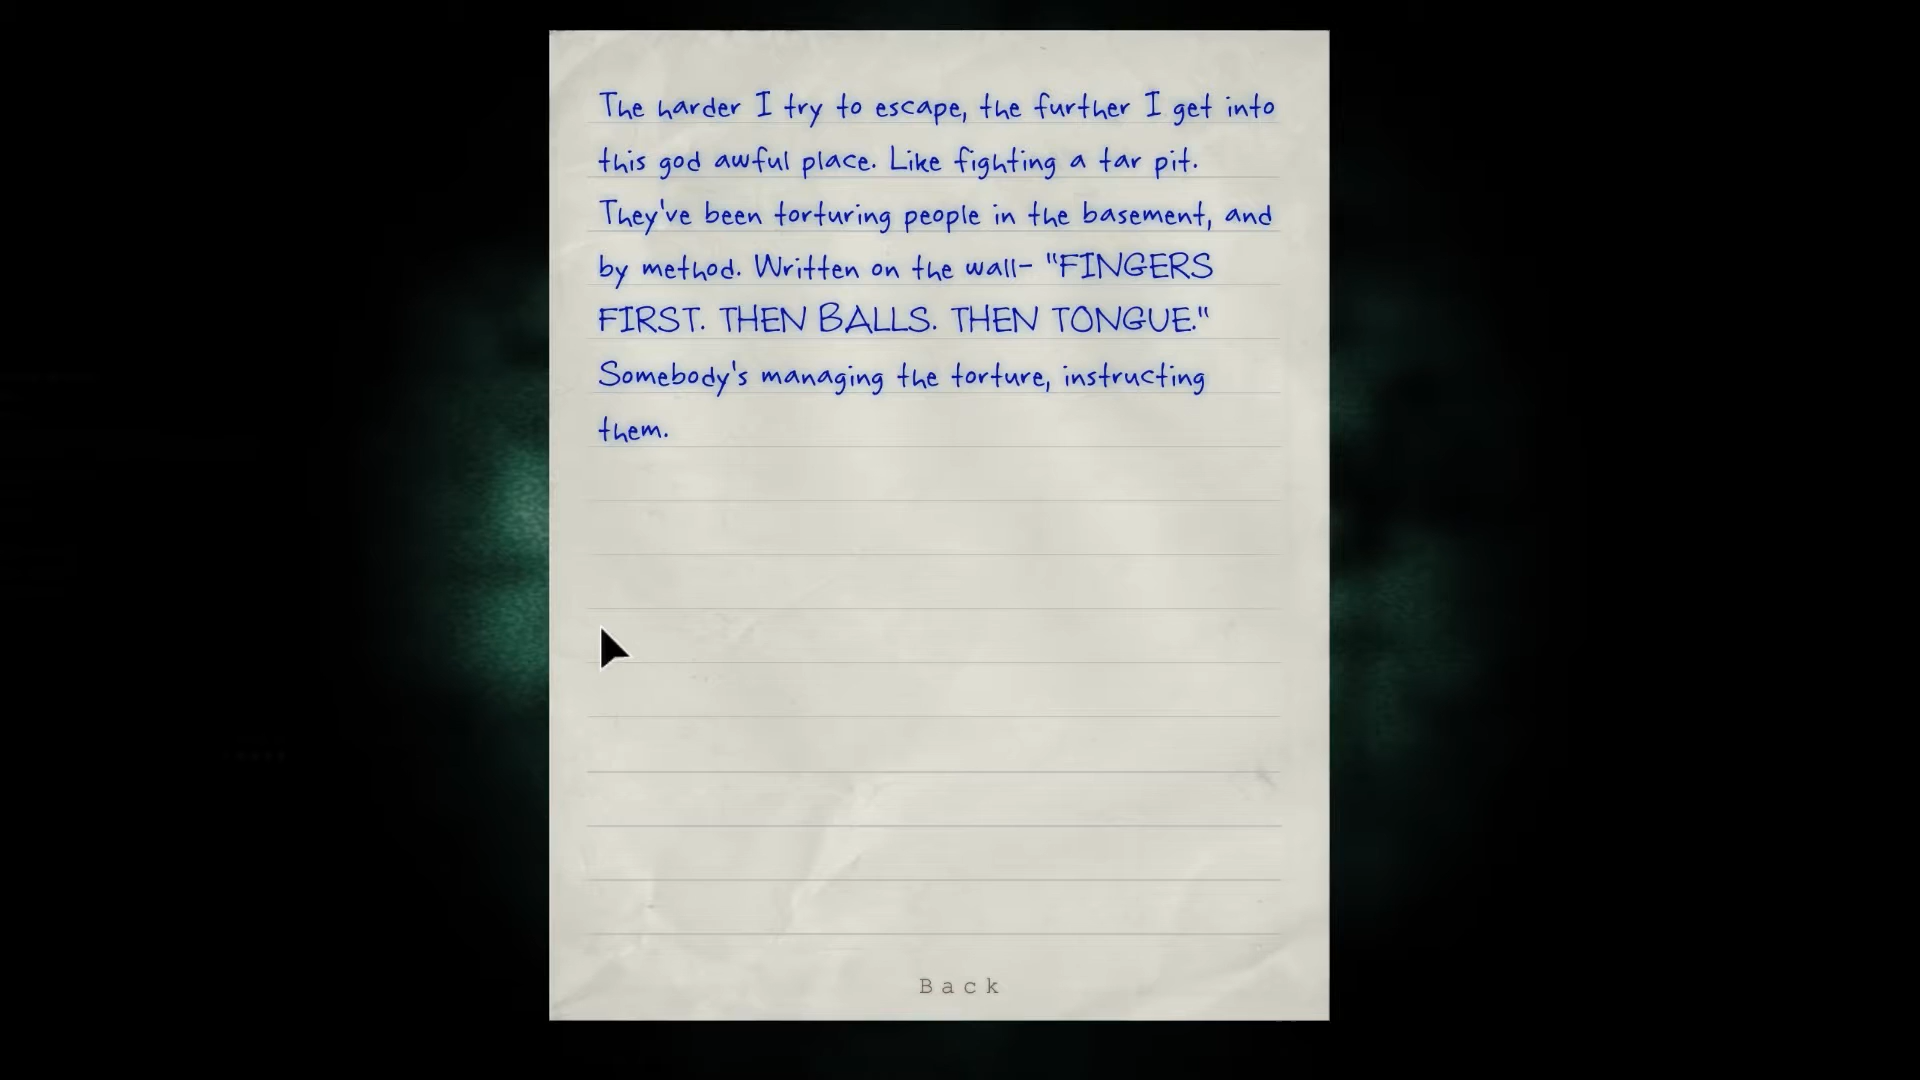 The harder I try to escape, the further I get into
this god awful place. Like fighting a tar pit.
They've been torturing people in the basement, and
by method. Written on the wall- "FINGERS
FIRST. THEN BALLS. THEN TONGUE."
Somebody's managing the torture, instructing
them.
Back